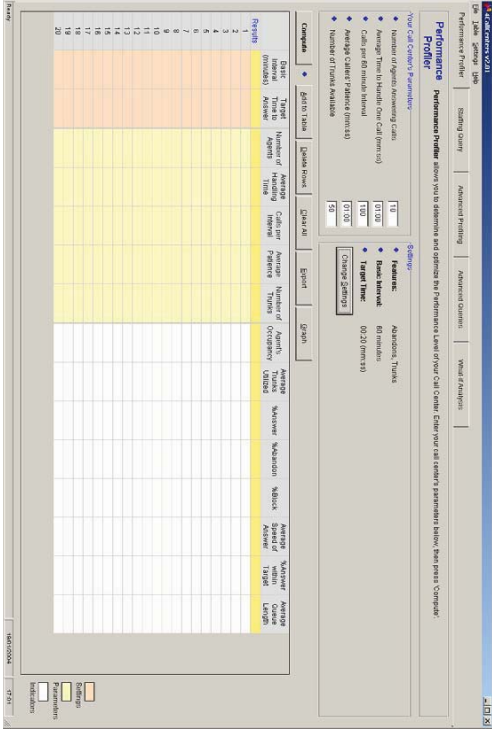 4CallCenters v2.01
File Table Settings Help
Performance Profiler Staffing Query Advanced Profiling Advanced Queries What-if Analysis
Performance Profiler
Performance Profiler allows you to determine and optimize the Performance Level of your Call Center. Enter your call center's parameters below, then press 'Compute'.
Your Call Center's Parameters
Number of Agents Answering Calls 10
Average Time to Handle One Call (mm:ss) 01:00
Calls per 60 minute Interval 100
Average Callers' Patience (mm:ss) 01:00
Number of Trunks Available 50
Settings
Features: Abandons, Trunks
Basic Interval: 60 minutes
Target Time: 00:20 (mm:ss)
Change Settings
Compute Add to Table Delete Rows Clear All Export Graph
Basic Interval (minutes)
Target Time to Answer
Number of Agents
Average Handling Time
Calls per Interval
Average Patience
Number of Trunks
Agent's Occupancy
Average Trunks Utilized
%Answer
%Abandon
%Block
Average Speed of Answer
%Answer within Target
Average Queue Length
Results
1
2
3
4
5
6
7
8
9
10
11
12
13
14
15
16
17
18
19
20
Settings
Parameters
Indicators
Ready 17:01